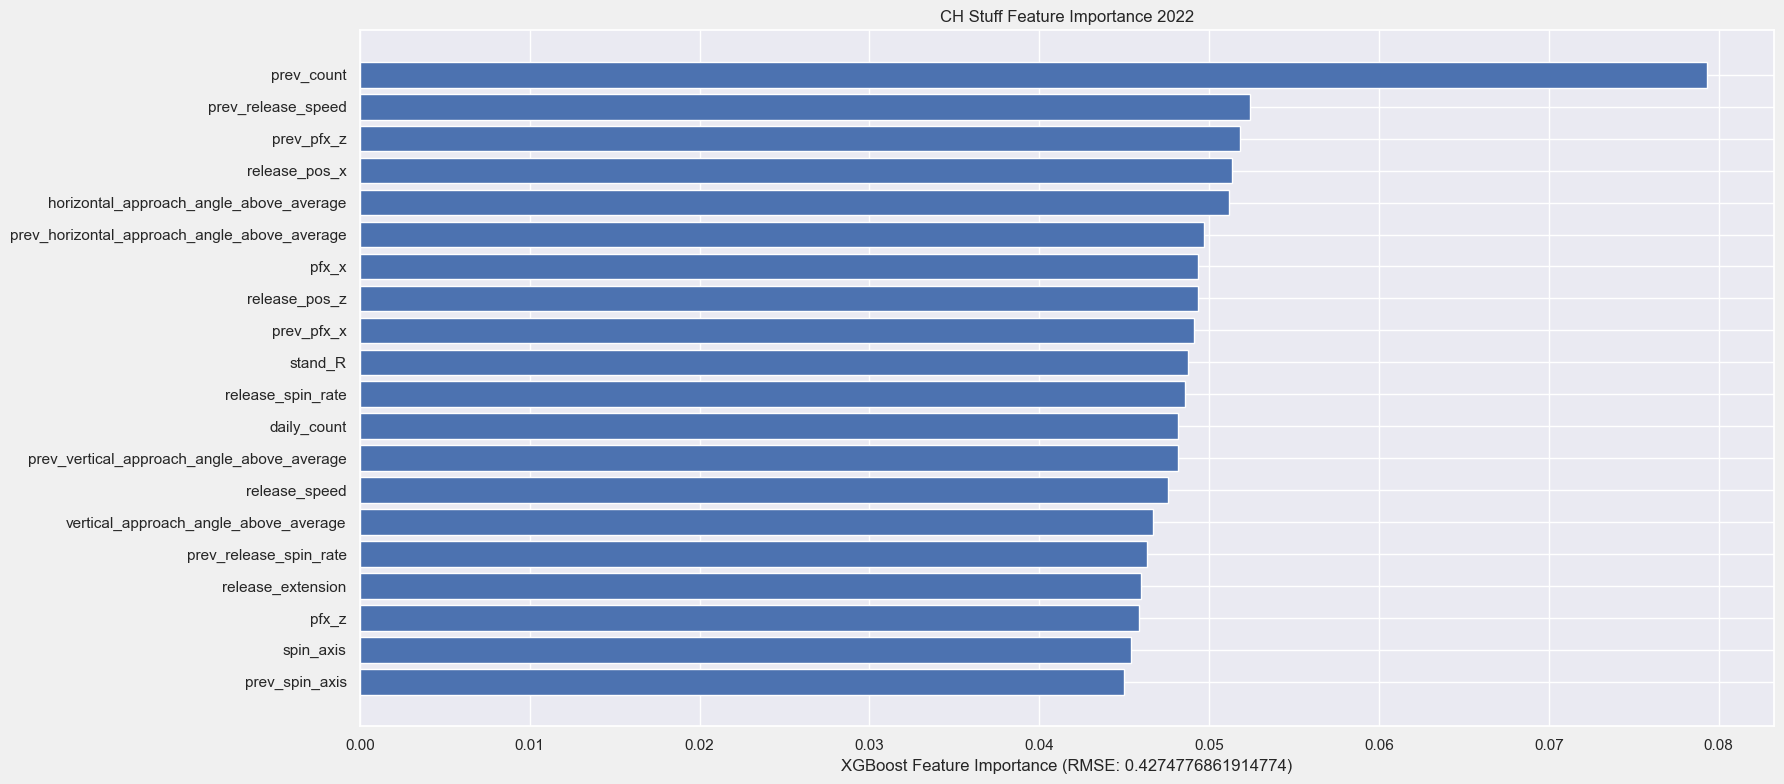 CH Stuff Feature Importance 2022
prev_count
prev_release_speed
prev_pfx_z
release_pos_x
horizontal_approach_angle_above_average
prev_horizontal_approach_angle_above_average
pfx_x
release_pos_z
prev_pfx_x
stand_R
release_spin_rate
daily_count
prev_vertical_approach_angle_above_average
release_speed
vertical_approach_angle_above_average
prev_release_spin_rate
release_extension
pfx_z
spin_axis
prev_spin_axis
0.00 0.01 0.02 0.03 0.04 0.05 0.06 0.07 0.08
XGBoost Feature Importance (RMSE: 0.4274776861914774)